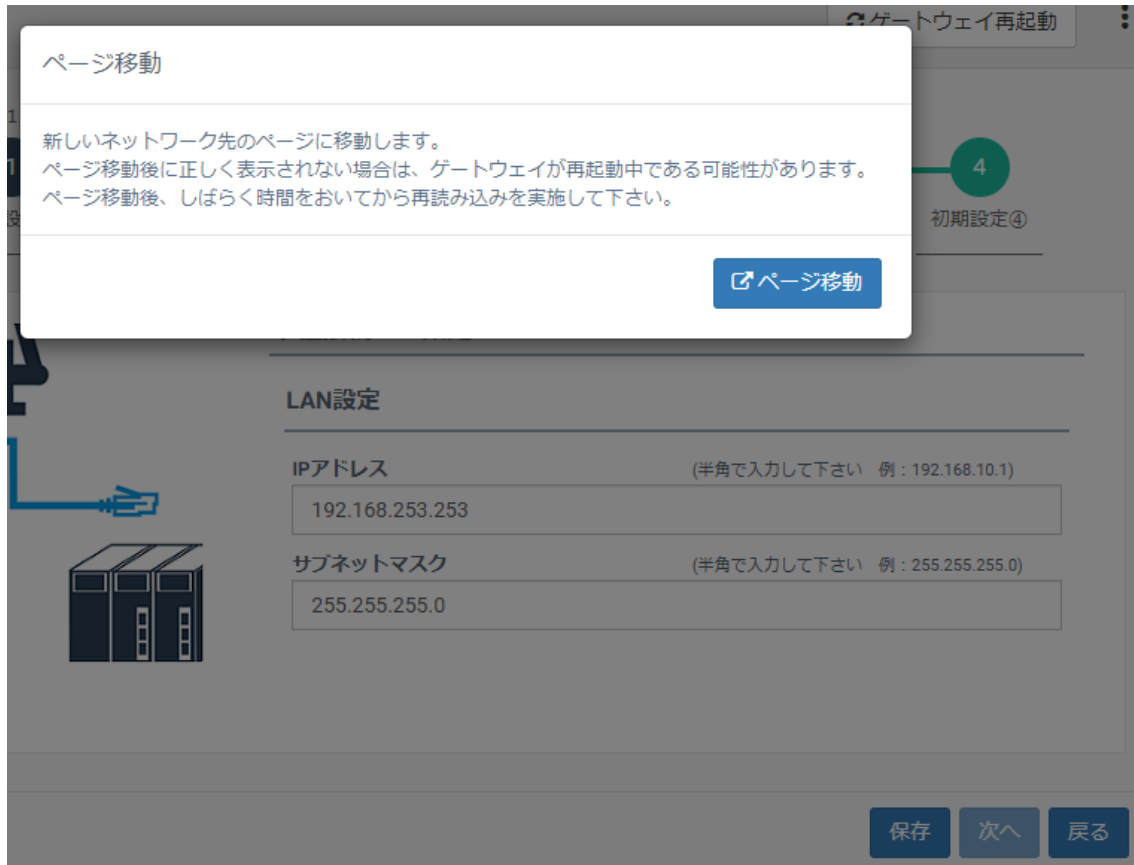 ゲートウェイ再起動
ページ移動
新しいネットワーク先のページに移動します。
ページ移動後に正しく表示されない場合は、ゲートウェイが再起動中である可能性があります。
ページ移動後、しばらく時間をおいてから再読み込みを実施して下さい。
ページ移動
1
1
設
4
初期設定④
LAN設定
IPアドレス (半角で入力して下さい 例 : 192.168.10.1)
192.168.253.253
サブネットマスク (半角で入力して下さい 例 : 255.255.255.0)
255.255.255.0
保存 次へ 戻る